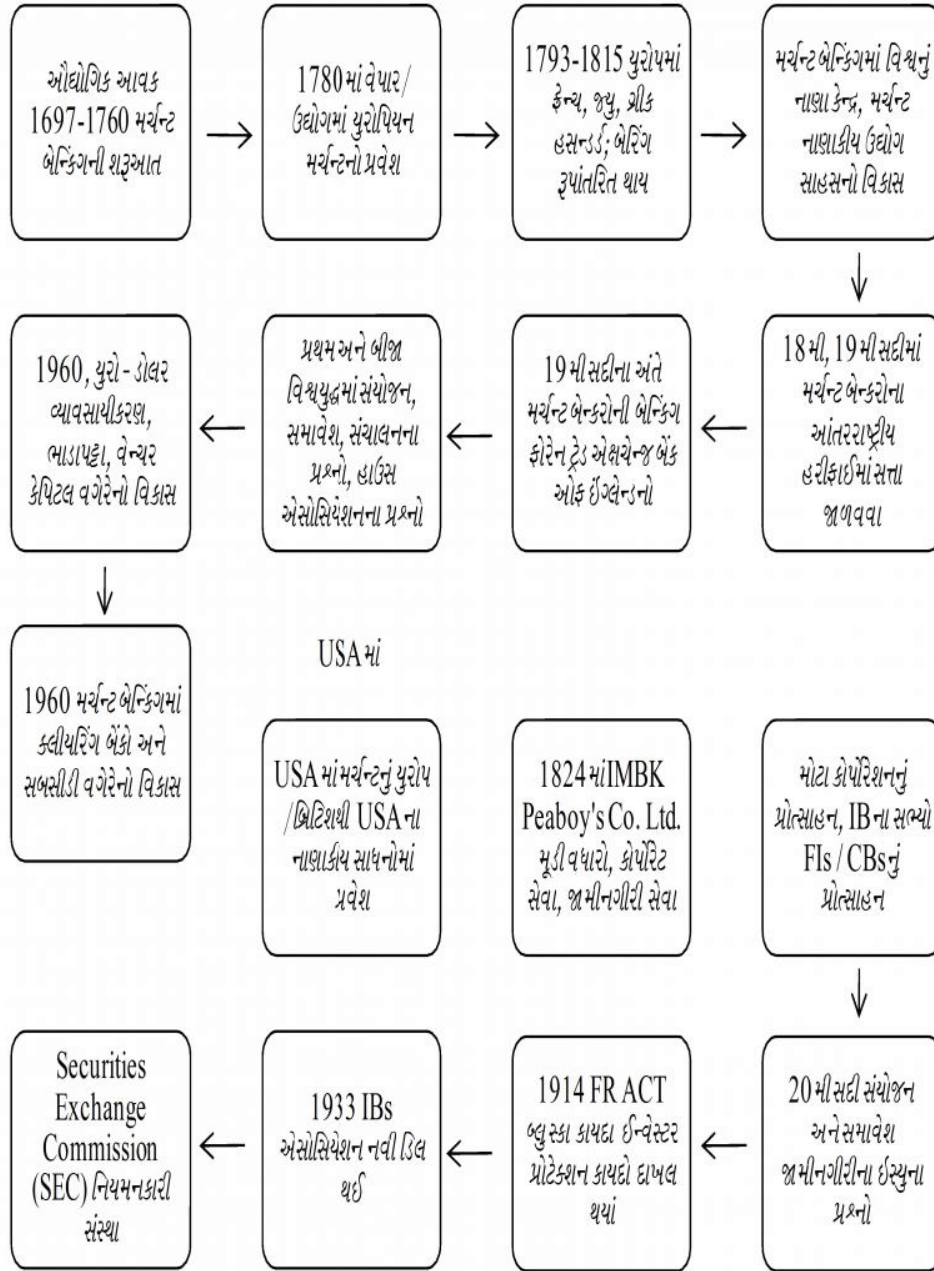 ઔદ્યોગિક આવક
1697-1760 મર્ચન્ટ
બેન્કિંગની શરૂઆત
1780 માં વેપાર /
ઉદ્યોગમાં યુરોપિયન
મર્ચન્ટનો પ્રવેશ
1793-1815 યુરોપમાં
ફ્રેન્ચ, જ્યુ, ગ્રીક
હસન્ડર્ડ; બેરિંગ
રૂપાંતરિત થાય
મર્ચન્ટ બેન્કિંગમાં વિશ્વનું
નાણા કેન્દ્ર, મર્ચન્ટ
નાણાકીય ઉદ્યોગ
સાહસનો વિકાસ
18 મી, 19 મી સદીમાં
મર્ચન્ટ બેન્કરોના
આંતરરાષ્ટ્રીય
હરીફાઈમાં સત્તા
જાળવવા
19 મી સદીના અંતે
મર્ચન્ટ બેન્કરોની બેન્કિંગ
ફોરેન ટ્રેડ એક્ષચેન્જ બેંક
ઓફ ઈંગ્લેન્ડનો
પ્રથમ અને બીજા
વિશ્વયુદ્ધમાં સંયોજન,
સમાવેશ, સંચાલનના
પ્રશ્નો, હાઉસ
એસોસિયેશનના પ્રશ્નો
1960, યુરો - ડોલર
વ્યાવસાયીકરણ,
ભાડાપટ્ટા, વેન્ચર
કેપિટલ વગેરેનો વિકાસ
1960 મર્ચન્ટ બેન્કિંગમાં
ક્લીયરિંગ બેંકો અને
સબસીડી વગેરેનો વિકાસ
USA માં
USA માં મર્ચન્ટનું યુરોપ
/ બ્રિટિશથી USA ના
નાણાકીય સાધનોમાં
પ્રવેશ
1824 માં IMBK
Peaboy's Co. Ltd.
મૂડી વધારો, કોર્પોરેટ
સેવા, જામીનગીરી સેવા
મોટા કોર્પોરેશનનું
પ્રોત્સાહન, IB ના સભ્યો
FIs / CBs નું
પ્રોત્સાહન
20 મી સદી સંયોજન
અને સમાવેશ
જામીનગીરીના ઈસ્યુના
પ્રશ્નો
1914 FR ACT
બ્લુ સ્કા કાયદા ઈન્વેસ્ટર
પ્રોટેક્શન કાયદો દાખલ
થયાં
1933 IBs
એસોસિયેશન નવી ડિલ
થઈ
Securities
Exchange
Commission
(SEC) નિયમનકારી
સંસ્થા